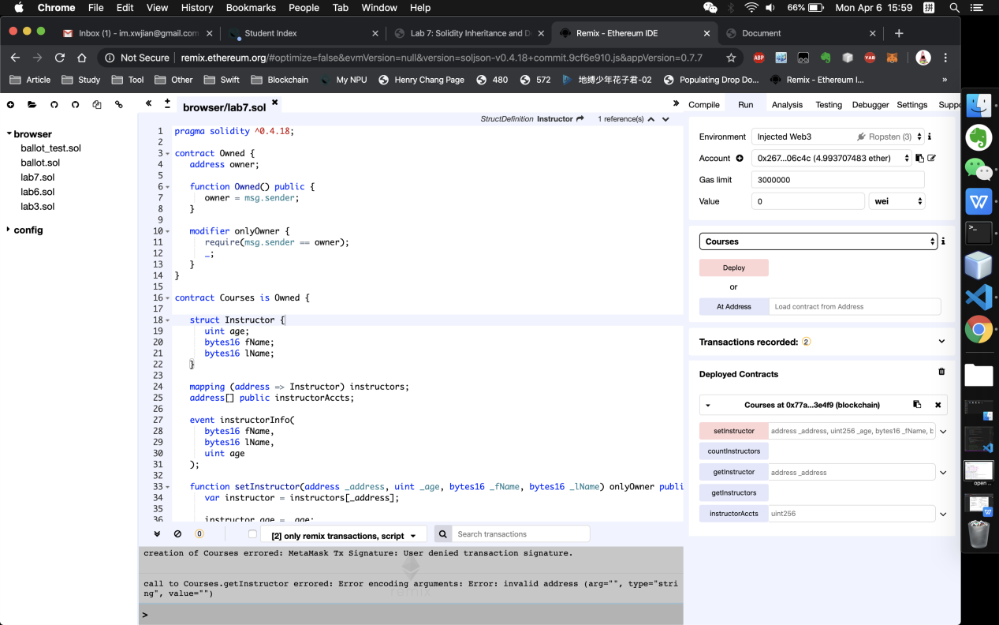 Chrome File Edit View History Bookmarks People Tab Window Help 66% Mon Apr 6 15:59 拼
Inbox (1) - im.xwjian@gmail.com Student Index Lab 7: Solidity Inheritance and D Remix - Ethereum IDE Document
Not Secure remix.ethereum.org/#optimize=false&evmVersion=null&version=soljson-v0.4.18+commit.9cf6e910.js&appVersion=0.7.7 ABP YAB
Article Study Tool Other Swift Blockchain My NPU Henry Chang Page 480 572 地缚少年花子君-02 Populating Drop Do... Remix - Ethereum I... »
browser/lab7.sol
Compile Run Analysis Testing Debugger Settings Suppo
StructDefinition Instructor 1 reference(s)
browser
ballot_test.sol
ballot.sol
lab7.sol
lab6.sol
lab3.sol
config
1 pragma solidity ^0.4.18;
2
3 contract Owned {
4 address owner;
5
6 function Owned() public {
7 owner = msg.sender;
8 }
9
10 modifier onlyOwner {
11 require(msg.sender == owner);
12 _;
13 }
14 }
15
16 contract Courses is Owned {
17
18 struct Instructor {
19 uint age;
20 bytes16 fName;
21 bytes16 lName;
22 }
23
24 mapping (address => Instructor) instructors;
25 address[] public instructorAccts;
26
27 event instructorInfo(
28 bytes16 fName,
29 bytes16 lName,
30 uint age
31 );
32
33 function setInstructor(address _address, uint _age, bytes16 _fName, bytes16 _lName) onlyOwner publi
34 var instructor = instructors[_address];
35
36 instructor.age = _age;
0 [2] only remix transactions, script Search transactions
creation of Courses errored: MetaMask Tx Signature: User denied transaction signature.
call to Courses.getInstructor errored: Error encoding arguments: Error: invalid address (arg="", type="stri
ng", value="")
remix
>
Environment Injected Web3 Ropsten (3)
Account 0x267...06c4c (4.993707483 ether)
Gas limit 3000000
Value 0 wei
Courses
Deploy
or
At Address Load contract from Address
Transactions recorded: 2
Deployed Contracts
Courses at 0x77a...3e4f9 (blockchain)
setInstructor address _address, uint256 _age, bytes16 _fName, b
countInstructors
getInstructor address _address
getInstructors
instructorAccts uint256
open ...